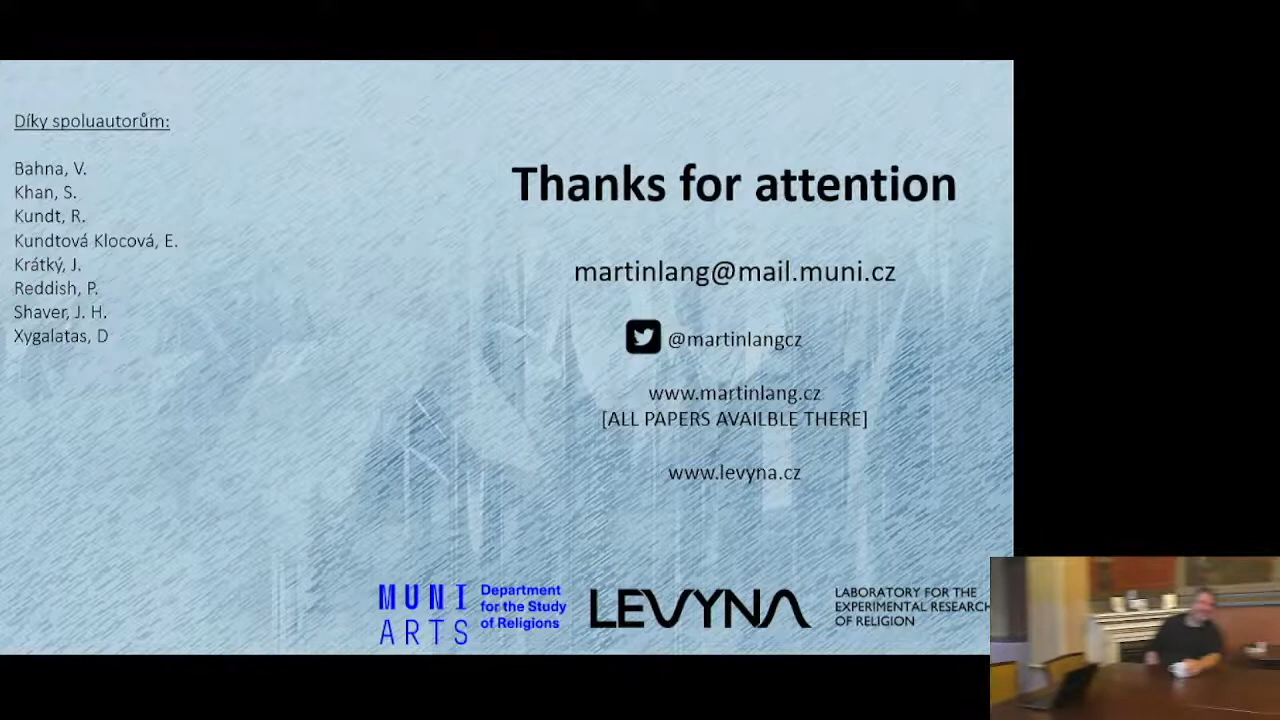 Díky spoluautorům:
Bahna, V.
Khan, S.
Kundt, R.
Kundtová Klocová, E.
Krátký, J.
Reddish, P.
Shaver, J. H.
Xygalatas, D
Thanks for attention
martinlang@mail.muni.cz
@martinlangcz
www.martinlang.cz
[ALL PAPERS AVAILBLE THERE]
www.levyna.cz
MUNI
ARTS
Department
for the Study
of Religions
LEVYNA
LABORATORY FOR THE
EXPERIMENTAL RESEARCH
OF RELIGION